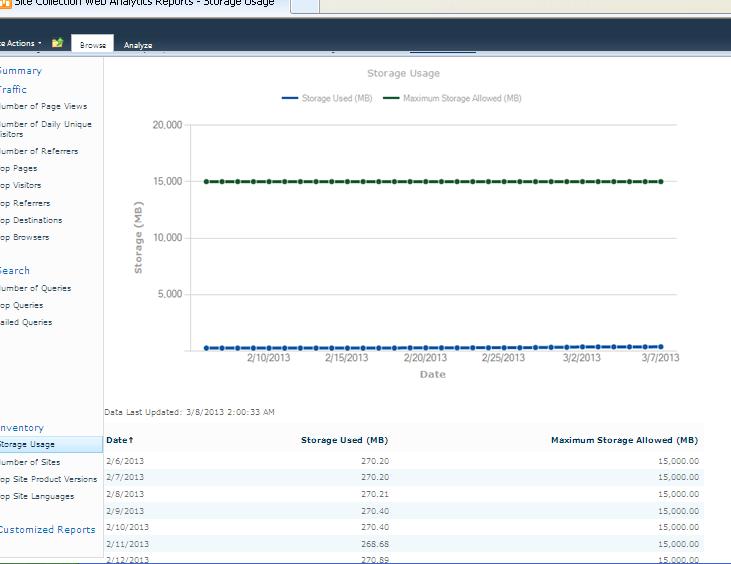 Site Collection Web Analytics Reports - Storage Usage
e Actions
Browse
Analyze
Summary
Traffic
umber of Page Views
umber of Daily Unique
isitors
umber of Referrers
op Pages
op Visitors
op Referrers
op Destinations
op Browsers
earch
umber of Queries
op Queries
ailed Queries
nventory
Storage Usage
umber of Sites
op Site Product Versions
op Site Languages
Customized Reports
Storage Usage
Storage Used (MB) Maximum Storage Allowed (MB)
Storage (MB)
20,000
15,000
10,000
5,000
2/10/2013 2/15/2013 2/20/2013 2/25/2013 3/2/2013 3/7/2013
Date
Data Last Updated: 3/8/2013 2:00:33 AM
Date↑ Storage Used (MB) Maximum Storage Allowed (MB)
2/6/2013 270.20 15,000.00
2/7/2013 270.20 15,000.00
2/8/2013 270.21 15,000.00
2/9/2013 270.40 15,000.00
2/10/2013 270.40 15,000.00
2/11/2013 268.68 15,000.00
2/12/2013 270.89 15,000.00